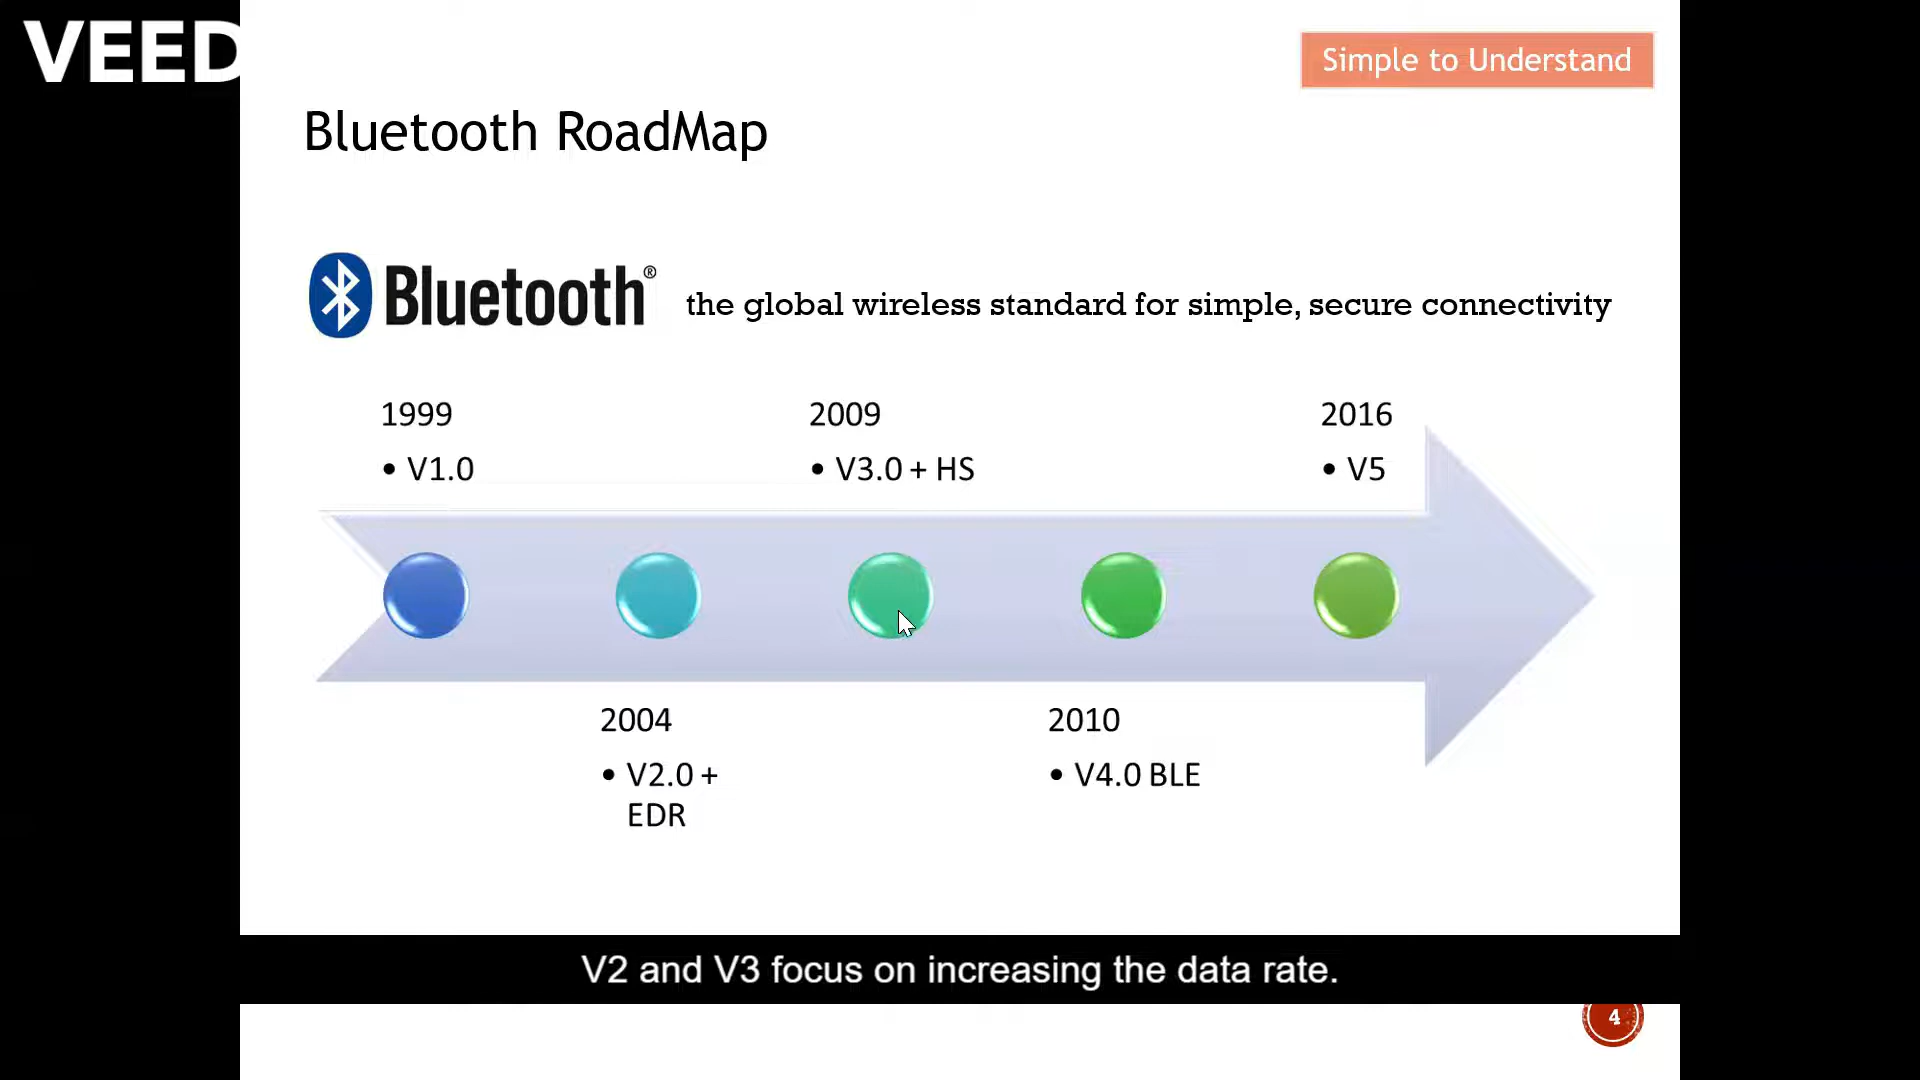 VEED
Simple to Understand
Bluetooth RoadMap
Bluetooth® the global wireless standard for simple, secure connectivity
1999
• V1.0
2009
• V3.0 + HS
2016
• V5
2004
• V2.0 +
EDR
2010
• V4.0 BLE
V2 and V3 focus on increasing the data rate.
4